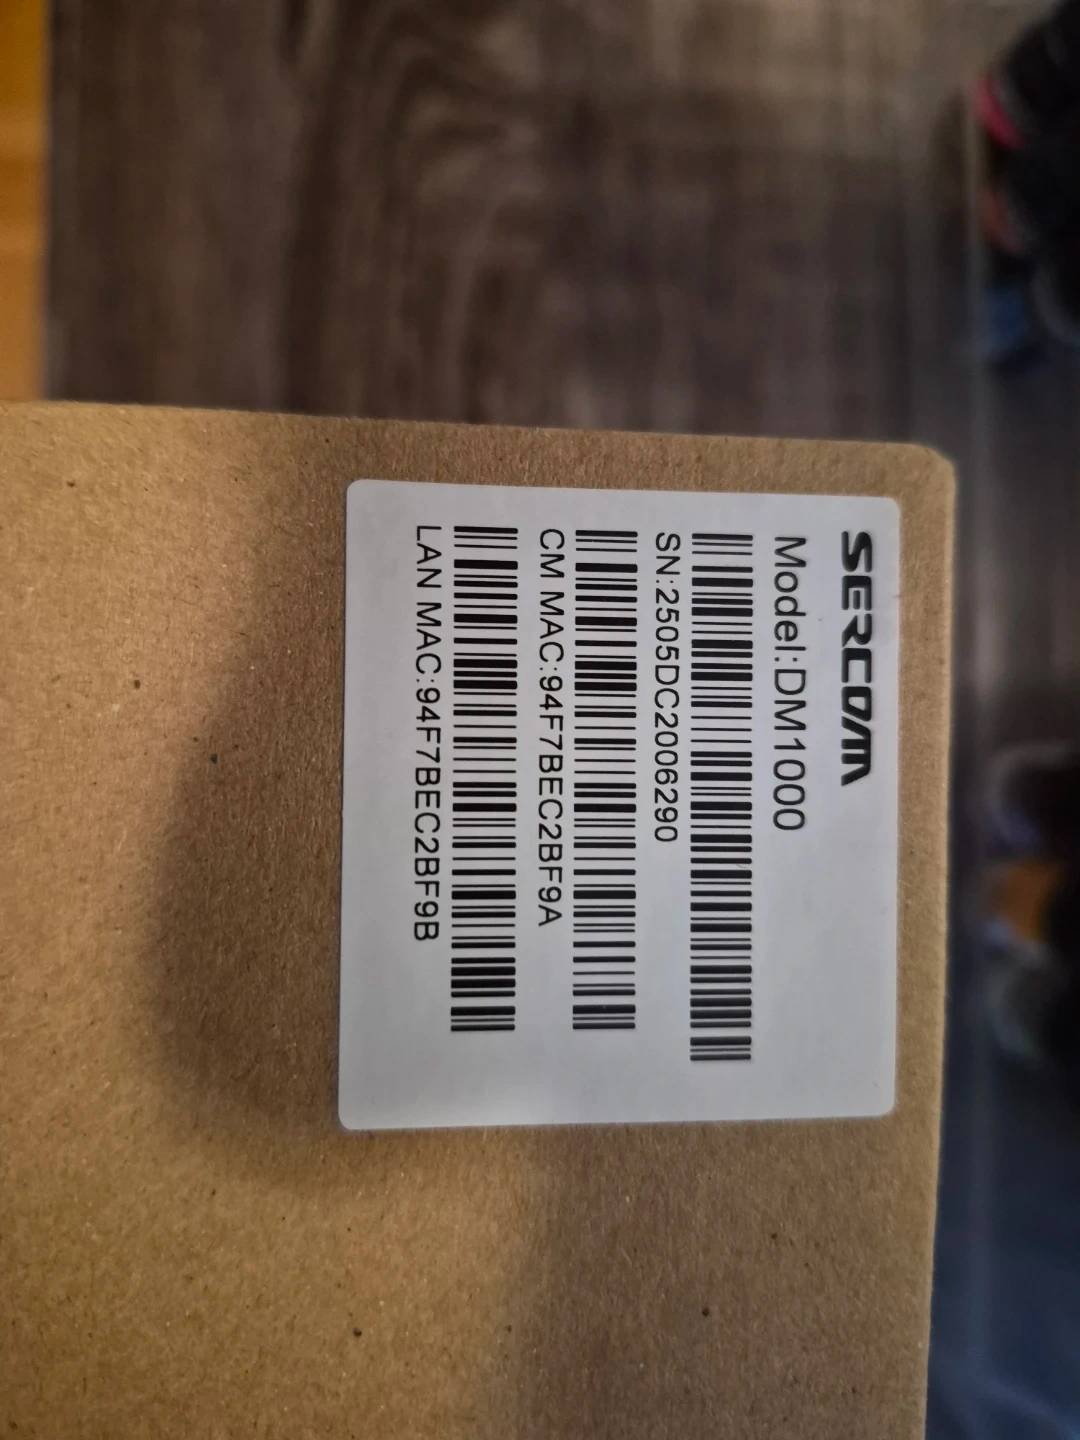 SERCOMM
Model:DM1000
SN:2505DC2006290
CM MAC:94F7BEC2BF9A
LAN MAC:94F7BEC2BF9B